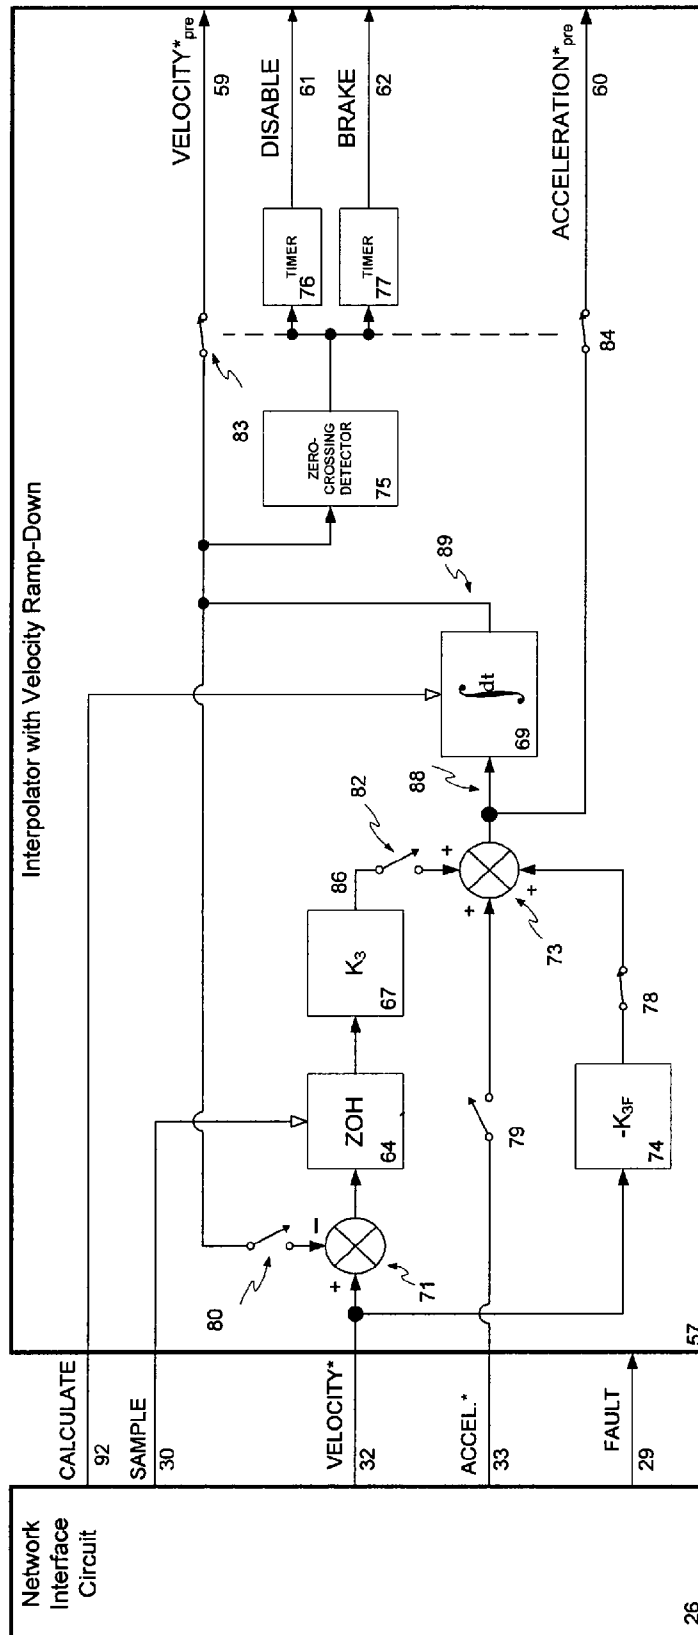 Interpolator with Velocity Ramp-Down
Network
Interface
Circuit
26
CALCULATE
92
SAMPLE
30
VELOCITY*
32
ACCEL.*
33
FAULT
29
57
80
+
−
71
ZOH
64
K3
67
86
82
79
-K3F
74
78
+
+
+
73
88
∫dt
69
89
83
ZERO-
CROSSING
DETECTOR
75
TIMER
76
TIMER
77
84
VELOCITY*pre
59
DISABLE
61
BRAKE
62
ACCELERATION*pre
60